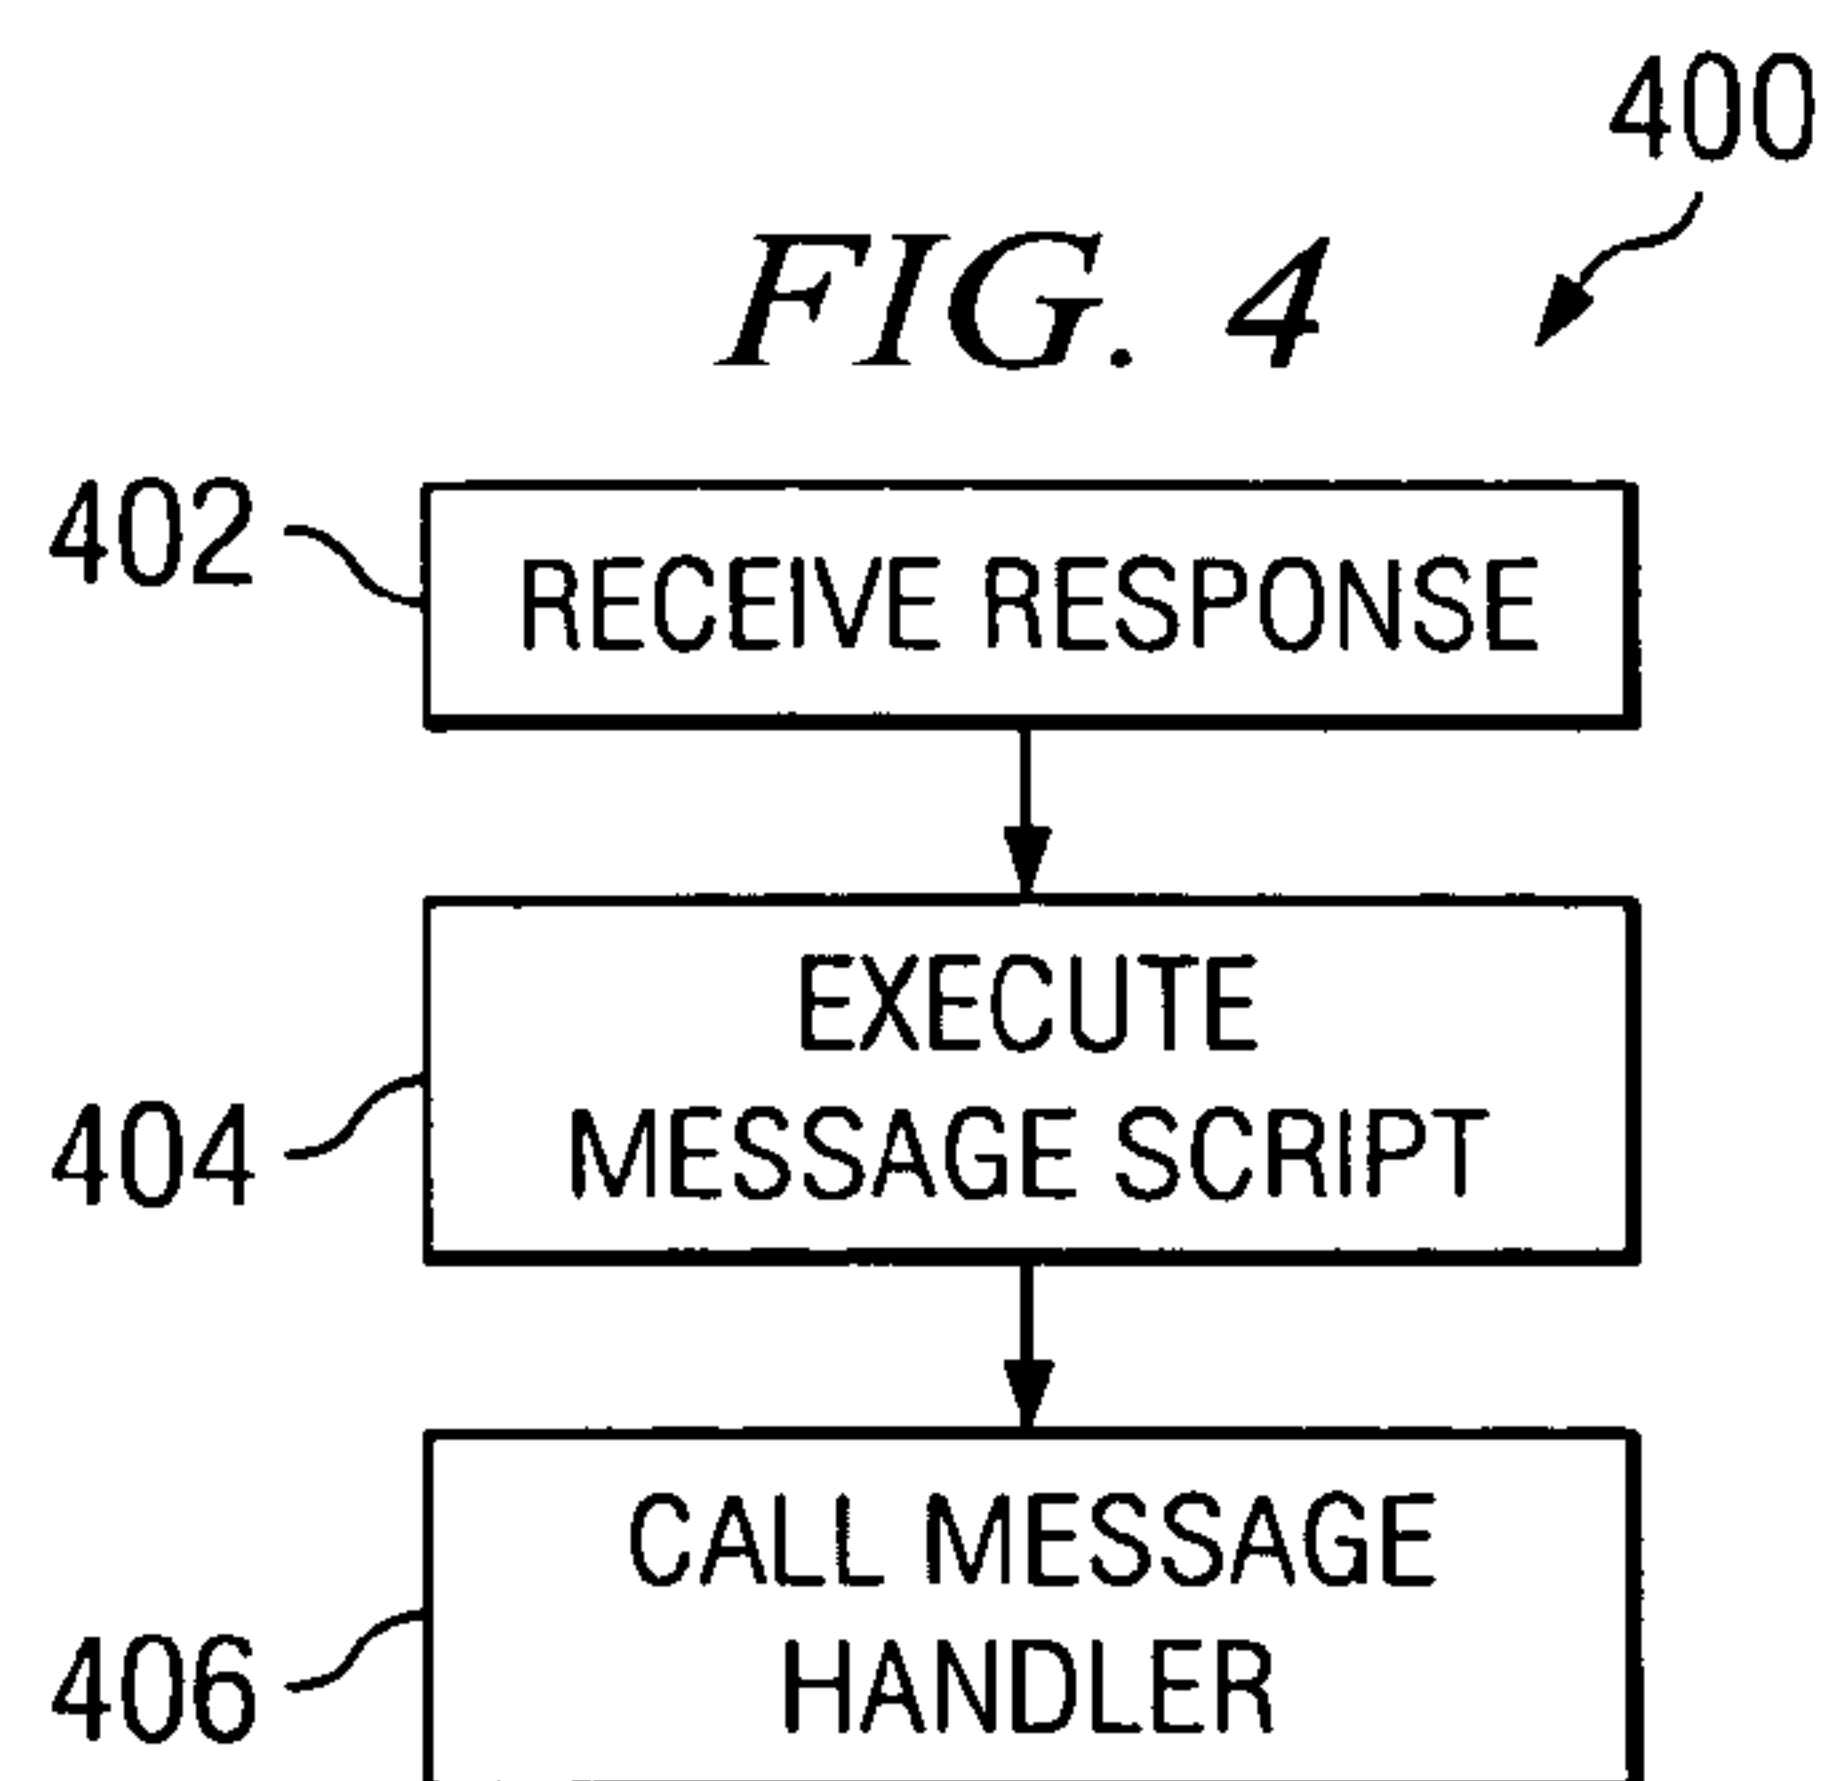 400
FIG. 4
402
RECEIVE RESPONSE
EXECUTE
MESSAGE SCRIPT
404
CALL MESSAGE
HANDLER
406